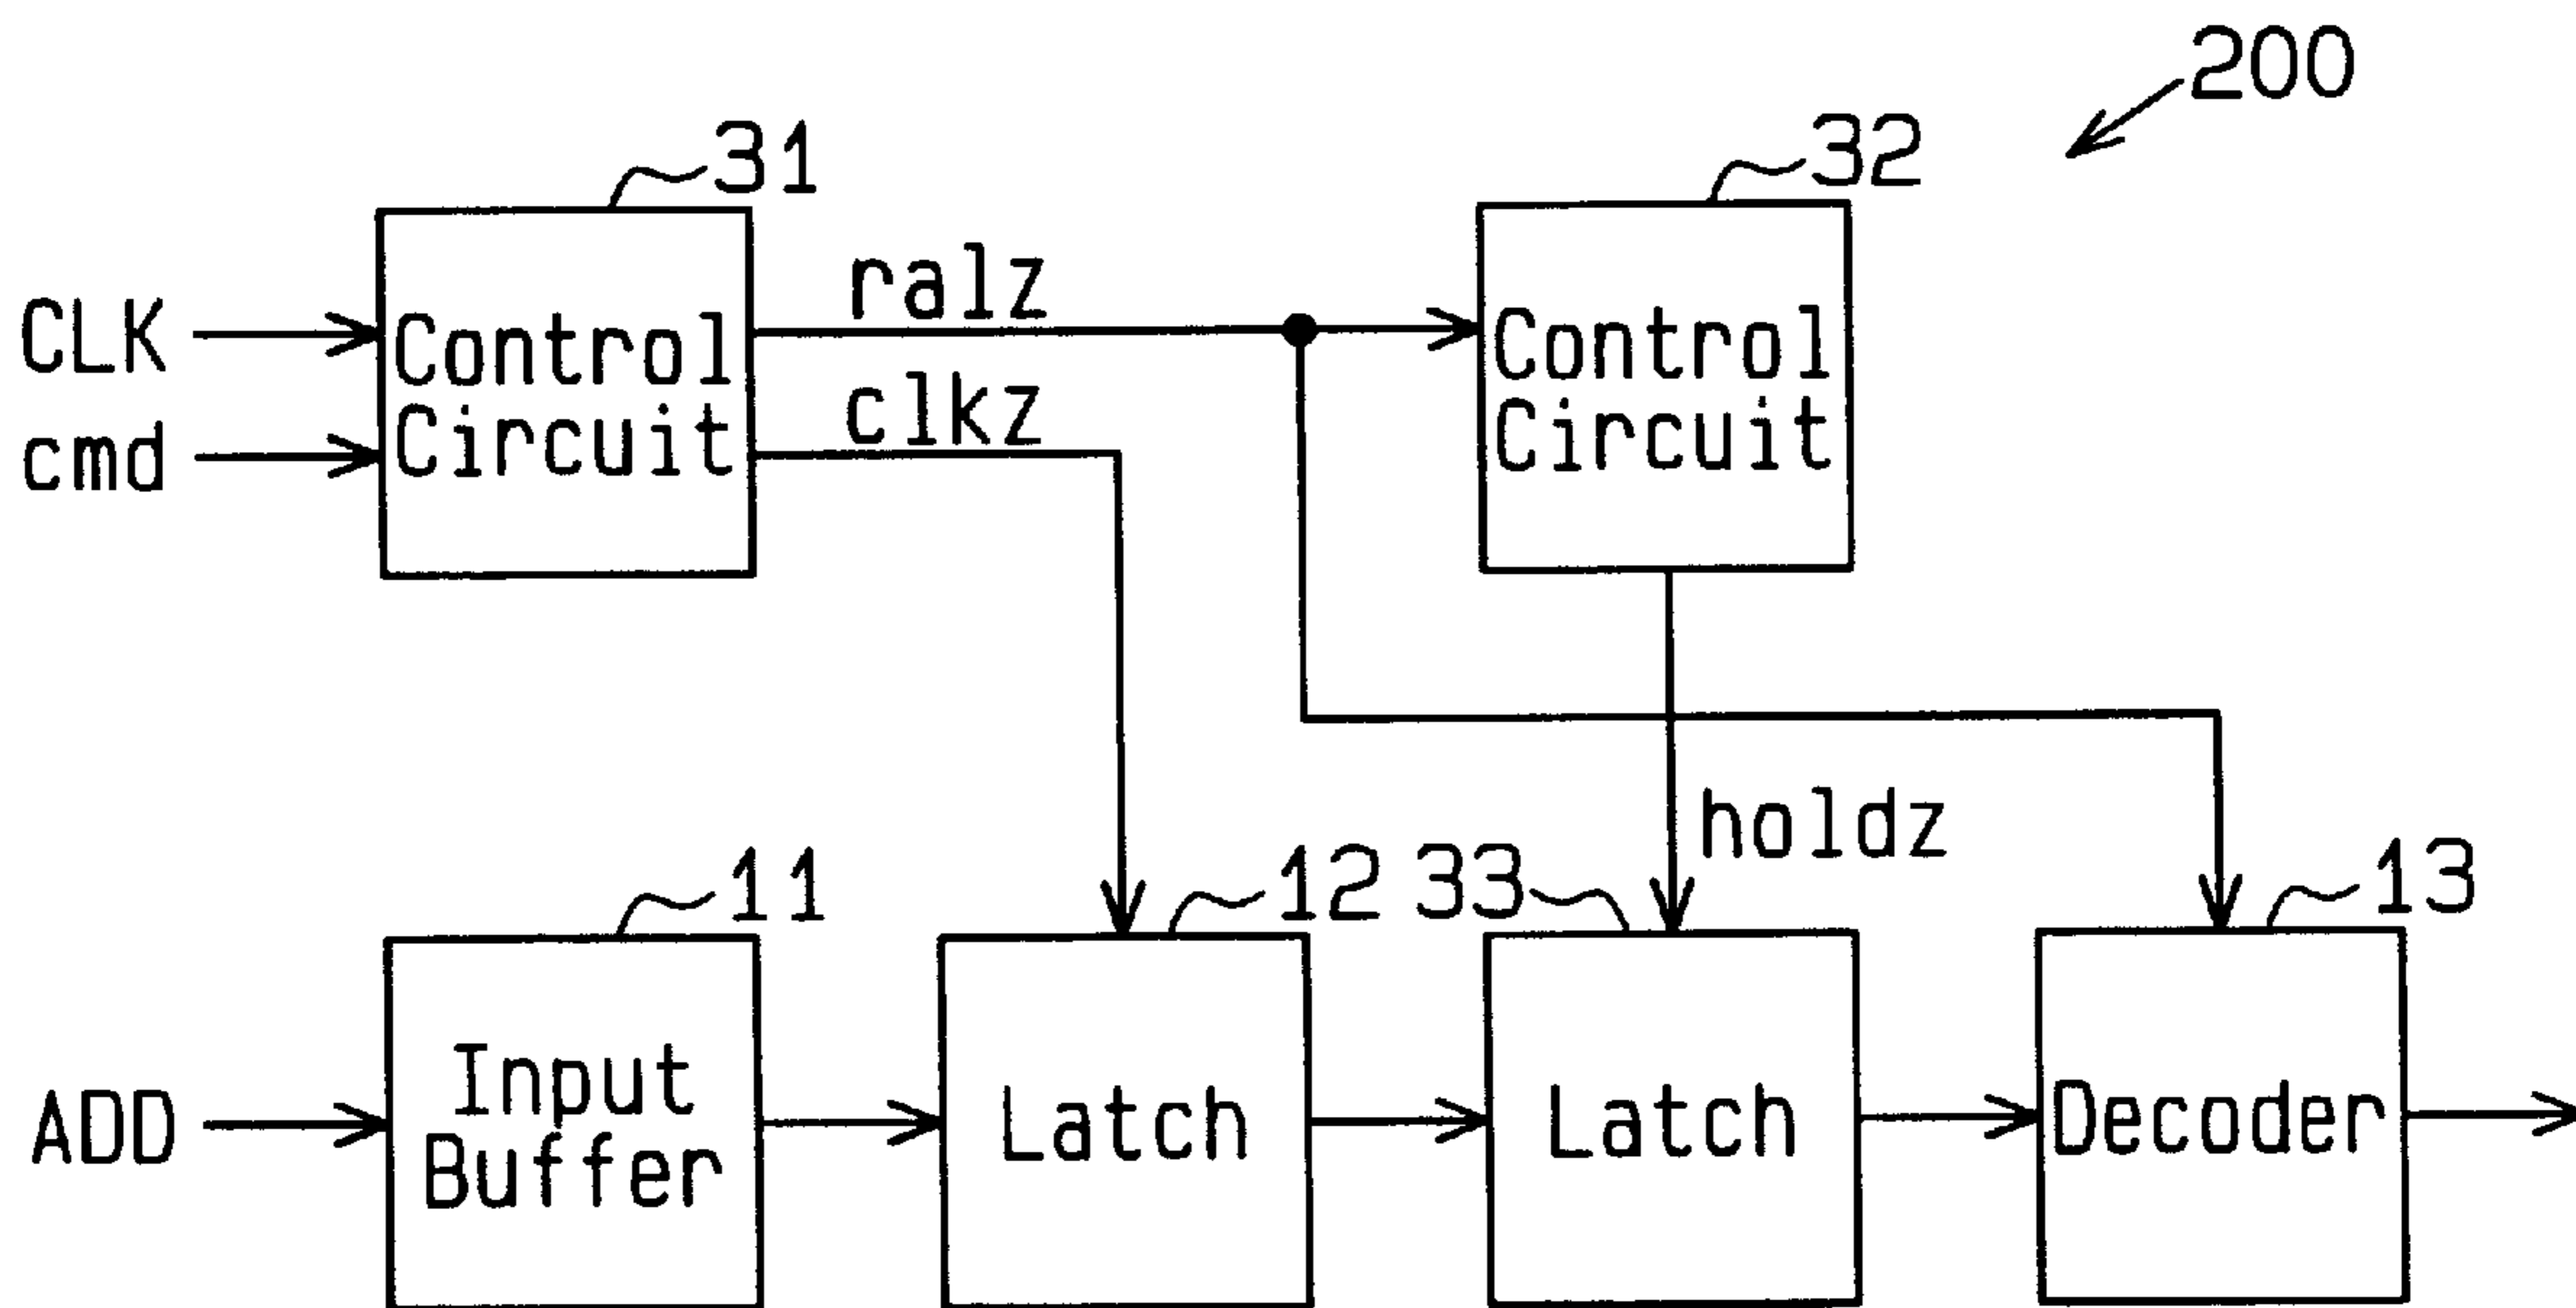 200
31
32
CLK
cmd
Control
Circuit
ralz
clkz
Control
Circuit
holdz
11
12
33
13
ADD
Input
Buffer
Latch
Latch
Decoder